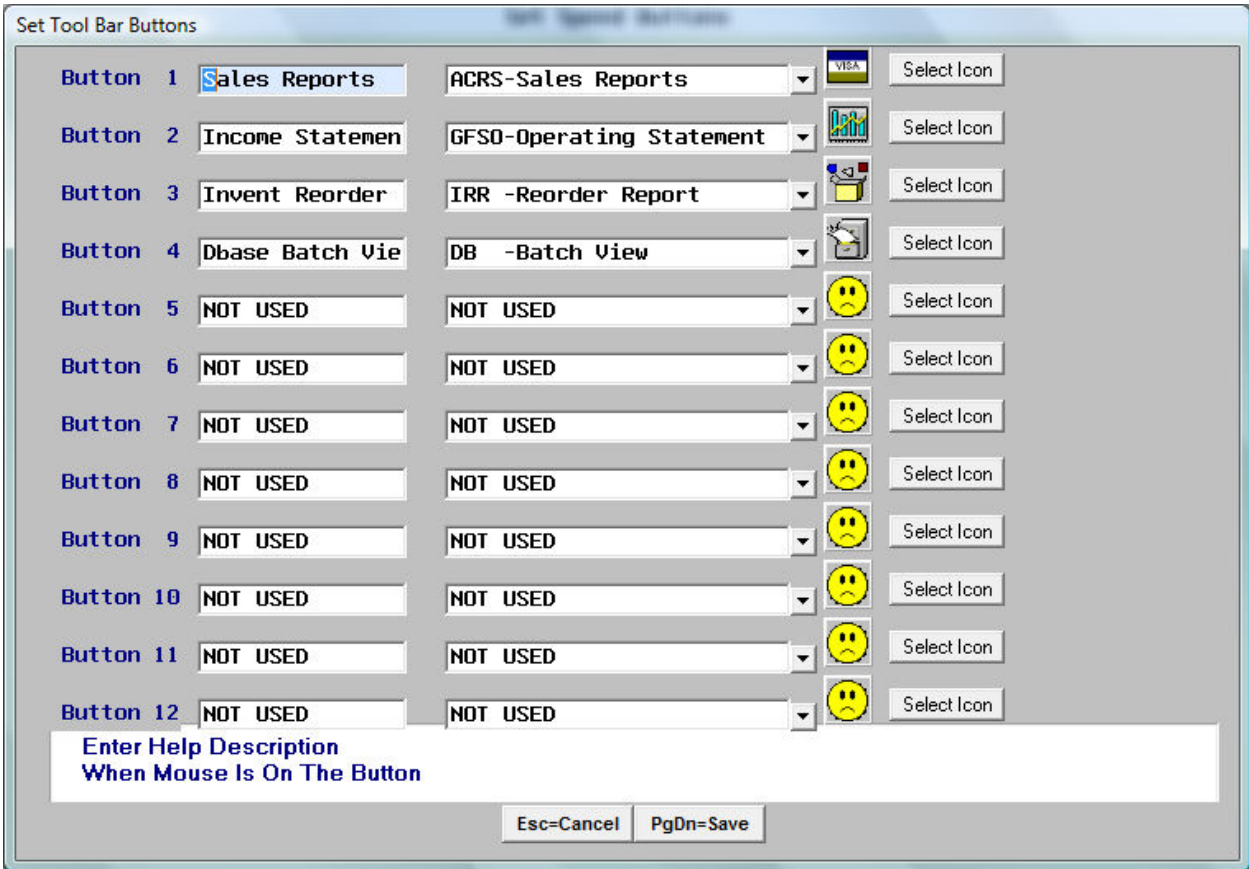 Set Speed Buttons
Set Tool Bar Buttons
Button 1 Sales Reports ACRS-Sales Reports VISA Select Icon
Button 2 Income Statemen GFSO-Operating Statement Select Icon
Button 3 Invent Reorder IRR -Reorder Report Select Icon
Button 4 Dbase Batch Vie DB -Batch View Select Icon
Button 5 NOT USED NOT USED Select Icon
Button 6 NOT USED NOT USED Select Icon
Button 7 NOT USED NOT USED Select Icon
Button 8 NOT USED NOT USED Select Icon
Button 9 NOT USED NOT USED Select Icon
Button 10 NOT USED NOT USED Select Icon
Button 11 NOT USED NOT USED Select Icon
Button 12 NOT USED NOT USED Select Icon
Enter Help Description
When Mouse Is On The Button
Esc=Cancel PgDn=Save